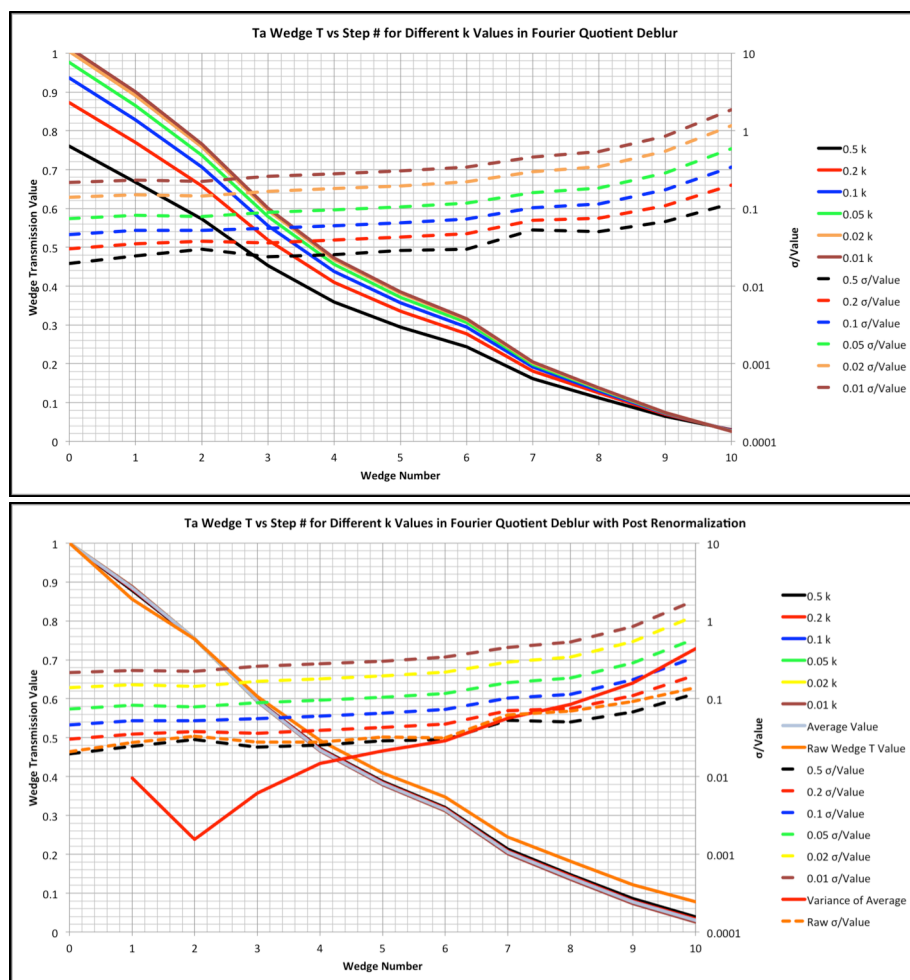 Ta Wedge T vs Step # for Different k Values in Fourier Quotient Deblur
1
0.9
0.8
0.7
0.6
0.5
0.4
0.3
0.2
0.1
0
Wedge Transmission Value
10
1
0.1
0.01
0.001
0.0001
σ/Value
0 1 2 3 4 5 6 7 8 9 10
Wedge Number
0.5 k
0.2 k
0.1 k
0.05 k
0.02 k
0.01 k
0.5 σ/Value
0.2 σ/Value
0.1 σ/Value
0.05 σ/Value
0.02 σ/Value
0.01 σ/Value
Ta Wedge T vs Step # for Different k Values in Fourier Quotient Deblur with Post Renormalization
1
0.9
0.8
0.7
0.6
0.5
0.4
0.3
0.2
0.1
0
Wedge Transmission Value
10
1
0.1
0.01
0.001
0.0001
σ/Value
0 1 2 3 4 5 6 7 8 9 10
Wedge Number
0.5 k
0.2 k
0.1 k
0.05 k
0.02 k
0.01 k
Average Value
Raw Wedge T Value
0.5 σ/Value
0.2 σ/Value
0.1 σ/Value
0.05 σ/Value
0.02 σ/Value
0.01 σ/Value
Variance of Average
Raw σ/Value